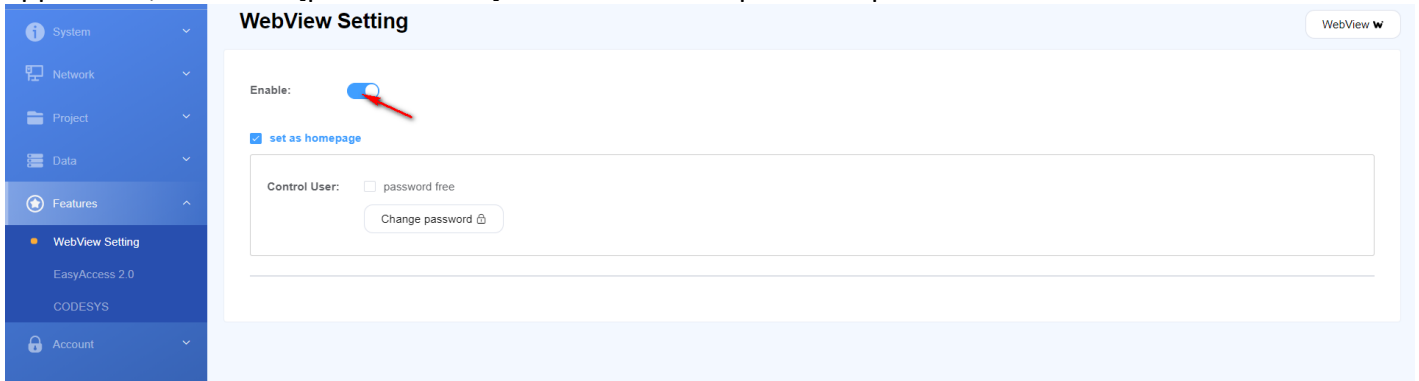 WebView Setting
WebView
System
Network
Enable:
Project
set as homepage
Data
Control User: password free
Features
Change password
WebView Setting
EasyAccess 2.0
CODESYS
Account